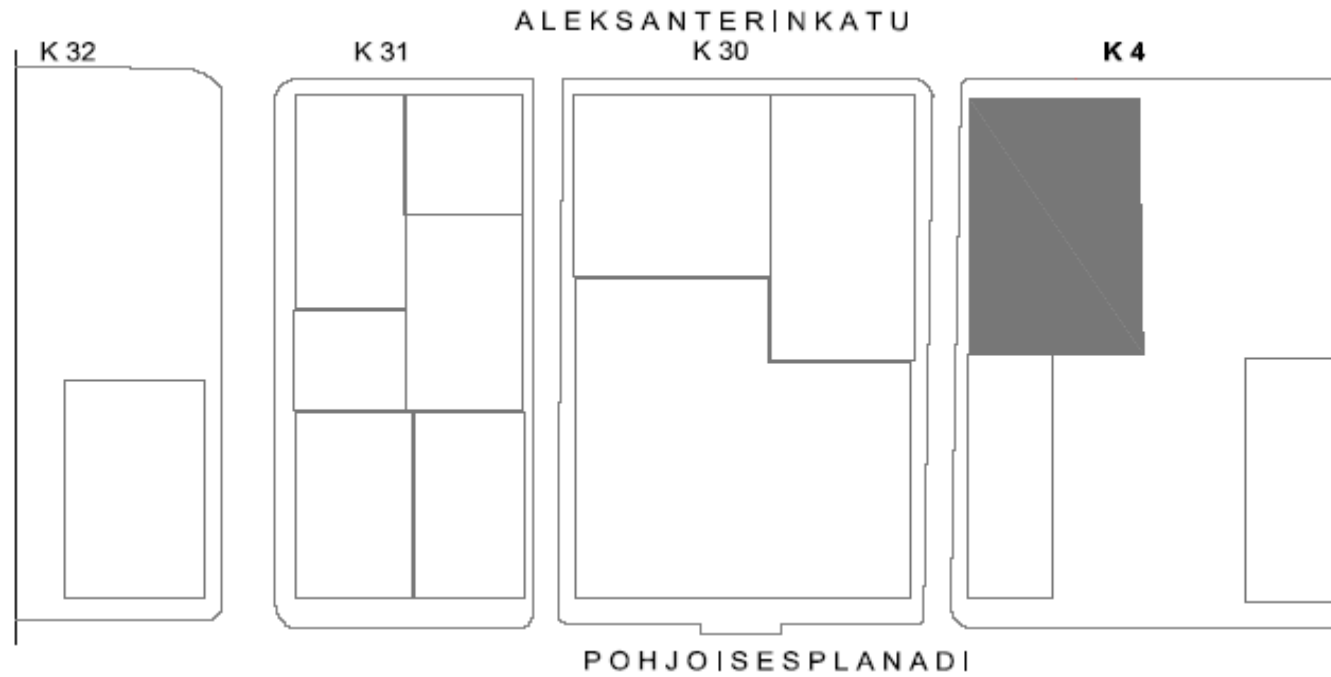 ALEKSANTERINKATU
K 32
K 31
K 30
K 4
POHJOISESPLANADI